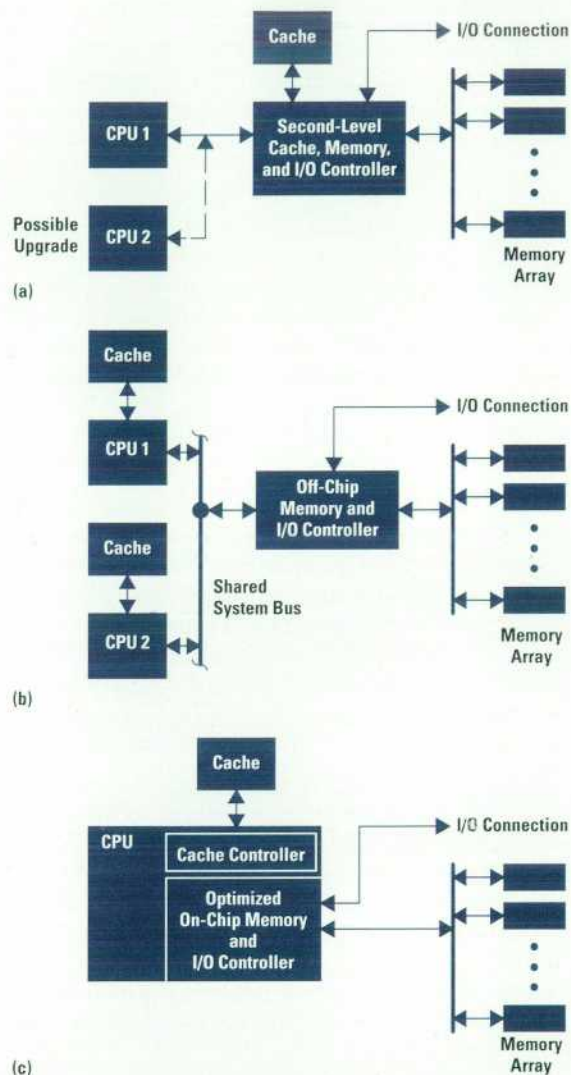 Cache
I/O Connection
CPU 1
Second-Level
Cache, Memory,
and I/O Controller
Possible
Upgrade
CPU 2
Memory
Array
(a)
Cache
I/O Connection
CPU 1
Off-Chip
Memory and
I/O Controller
Cache
Shared
System Bus
CPU 2
Memory
Array
(b)
Cache
CPU
I/O Connection
Cache Controller
Optimized
On-Chip Memory
and
I/O Controller
Memory
Array
(c)